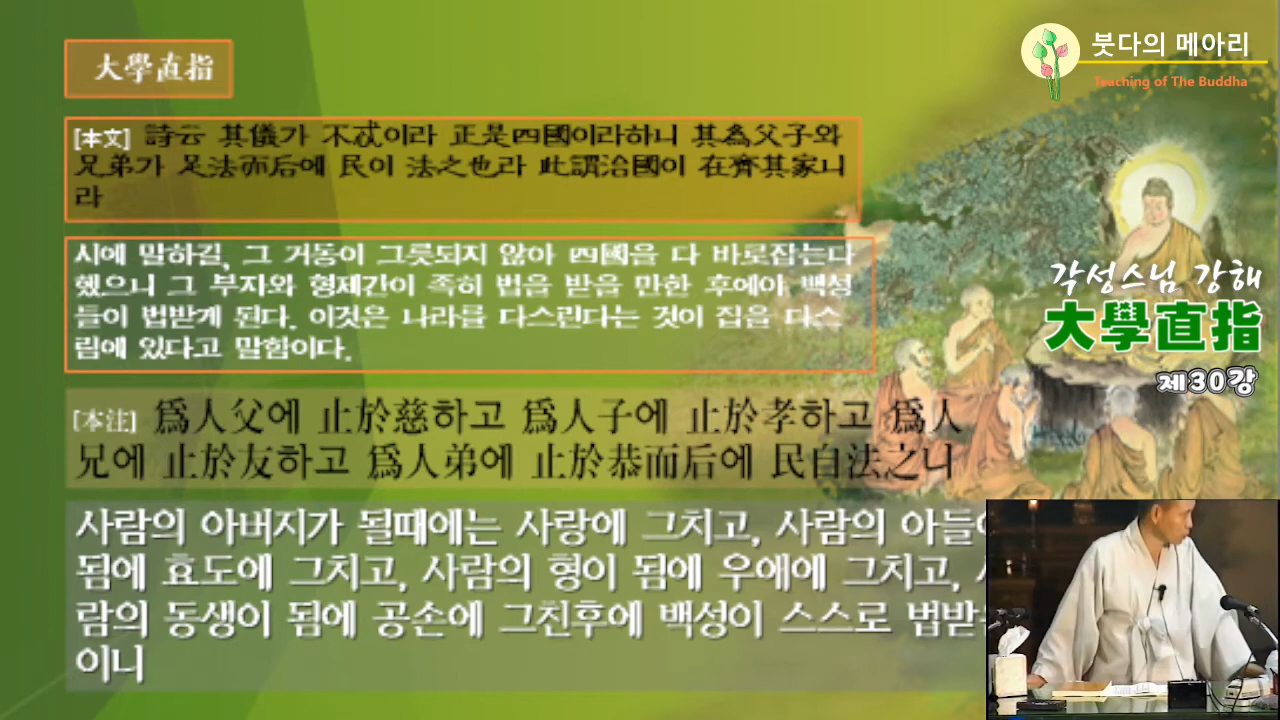 大學直指
붓다의 메아리
Teaching of The Buddha
[本文] 詩云 其儀가 不忒이라 正是四國이라하니 其為父子와
兄弟가 足法而后에 民이 法之也라 此謂治國이 在齊其家니
라
시에 말하길, 그 거동이 그릇되지 않아 四國을 다 바로잡는다
했으니 그 부자와 형제간이 족히 법을 받을 만한 후에야 백성
들이 법받게 된다. 이것은 나라를 다스린다는 것이 집을 다스
림에 있다고 말힘이다.
[本注] 爲人父에 止於慈하고 爲人子에 止於孝하고 爲人
兄에 止於友하고 爲人弟에 止於恭而后에 民自法之니
사람의 아버지가 될때에는 사랑에 그치고, 사람의 아들
됨에 효도에 그치고, 사람의 형이 됨에 우애에 그치고,
람의 동생이 됨에 공손에 그친후에 백성이 스스로 법받
이니
각성스님 강해
大學直指
제30강